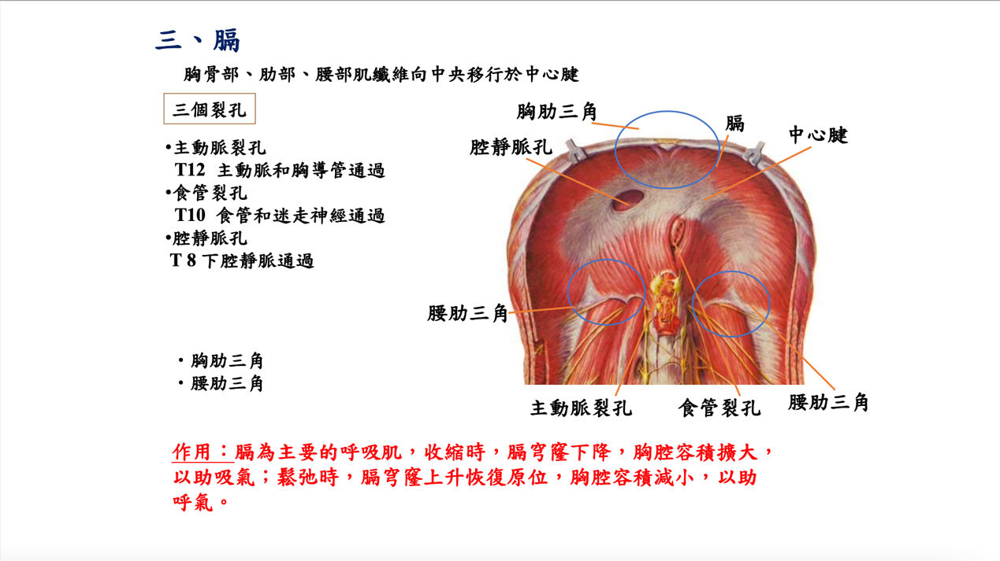 三、膈
胸骨部、肋部、腰部肌纖維向中央移行於中心腱
三個裂孔
•主動脈裂孔
T12 主動脈和胸導管通過
•食管裂孔
T10 食管和迷走神經通過
•腔靜脈孔
T 8 下腔靜脈通過
・胸肋三角
・腰肋三角
胸肋三角
膈
中心腱
腔靜脈孔
腰肋三角
主動脈裂孔
食管裂孔
腰肋三角
作用：膈為主要的呼吸肌，收縮時，膈穹窿下降，胸腔容積擴大，
以助吸氣；鬆弛時，膈穹窿上升恢復原位，胸腔容積減小，以助
呼氣。